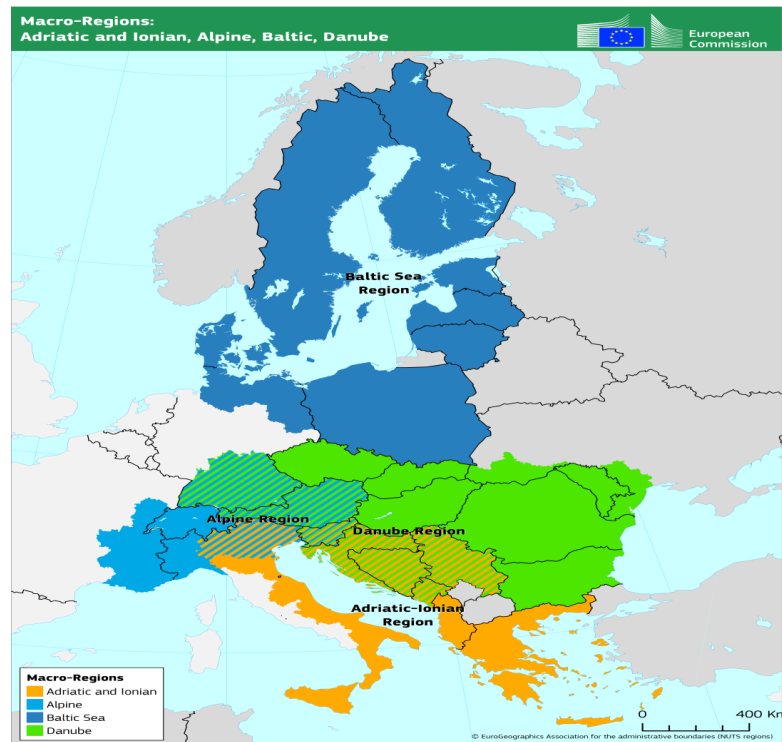 Macro-Regions:
Adriatic and Ionian, Alpine, Baltic, Danube
European
Commission
Baltic Sea
Region
Alpine Region
Danube Region
Adriatic-Ionian
Region
Macro-Regions
Adriatic and Ionian
Alpine
Baltic Sea
Danube
0 400 Km
© EuroGeographics Association for the administrative boundaries (NUTS regions)